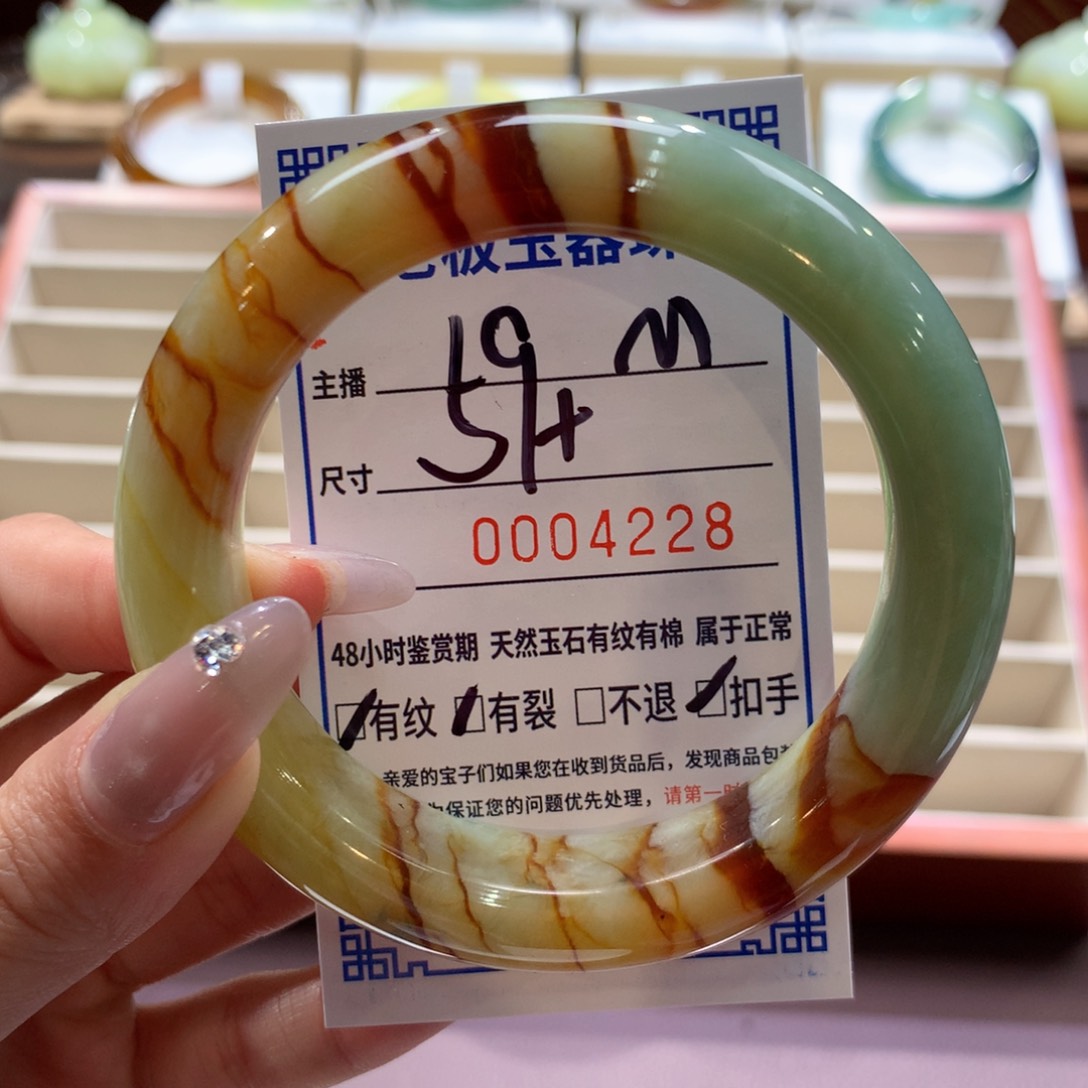 板玉器
19 M
主播
59+
尺寸
0004228
48小时鉴赏期 天然玉石有纹有棉 属于正常
有纹 有裂 不退 扣手
亲爱的宝子们如果您在收到货品后，发现商品包
保证您的问题优先处理，请第一时